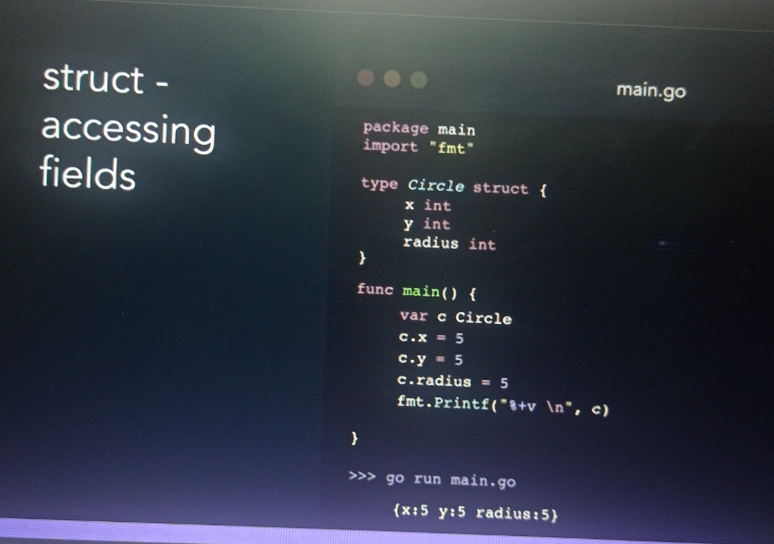 struct -
accessing
fields
main.go
package main
import "fmt"
type Circle struct {
x int
y int
radius int
}
func main() {
var c Circle
c.x = 5
c.y = 5
c.radius = 5
fmt.Printf("%+v \n", c)
}
>>> go run main.go
{x:5 y:5 radius:5}